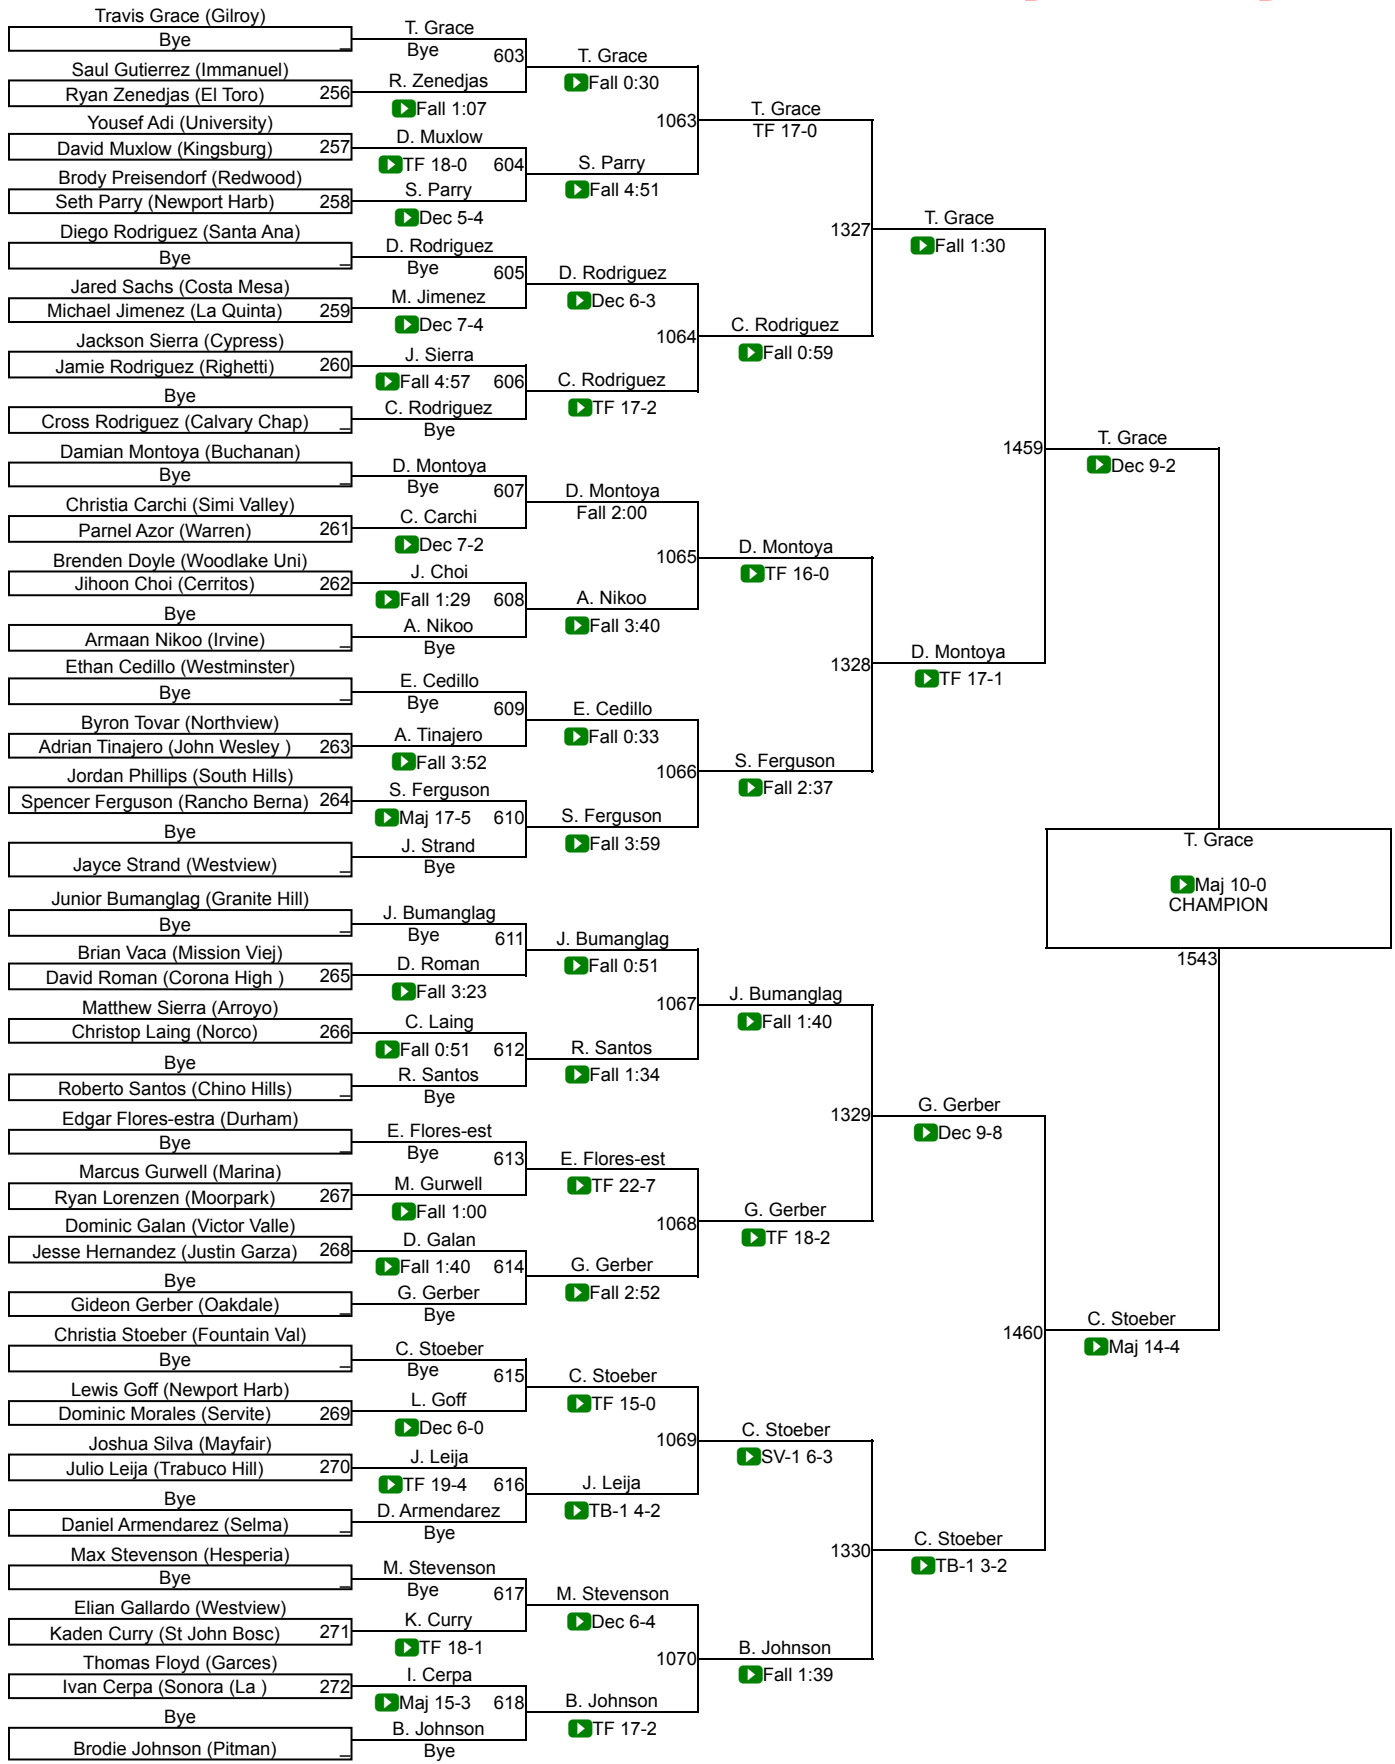 Travis Grace (Gilroy)
Bye _
T. Grace
Bye 603
Saul Gutierrez (Immanuel)
Ryan Zenedjas (El Toro) 256
R. Zenedjas
Fall 1:07
T. Grace
Fall 0:30
Yousef Adi (University)
David Muxlow (Kingsburg) 257
D. Muxlow
TF 18-0 604
Brody Preisendorf (Redwood)
Seth Parry (Newport Harb) 258
S. Parry
Dec 5-4
S. Parry
Fall 4:51
1063
T. Grace
TF 17-0
Diego Rodriguez (Santa Ana)
Bye _
D. Rodriguez
Bye 605
Jared Sachs (Costa Mesa)
Michael Jimenez (La Quinta) 259
M. Jimenez
Dec 7-4
D. Rodriguez
Dec 6-3
Jackson Sierra (Cypress)
Jamie Rodriguez (Righetti) 260
J. Sierra
Fall 4:57 606
Bye
Cross Rodriguez (Calvary Chap) _
C. Rodriguez
Bye
C. Rodriguez
TF 17-2
1064
C. Rodriguez
Fall 0:59
1327
T. Grace
Fall 1:30
Damian Montoya (Buchanan)
Bye _
D. Montoya
Bye 607
Christia Carchi (Simi Valley)
Parnel Azor (Warren) 261
C. Carchi
Dec 7-2
D. Montoya
Fall 2:00
Brenden Doyle (Woodlake Uni)
Jihoon Choi (Cerritos) 262
J. Choi
Fall 1:29 608
Bye
Armaan Nikoo (Irvine) _
A. Nikoo
Bye
A. Nikoo
Fall 3:40
1065
D. Montoya
TF 16-0
Ethan Cedillo (Westminster)
Bye _
E. Cedillo
Bye 609
Byron Tovar (Northview)
Adrian Tinajero (John Wesley ) 263
A. Tinajero
Fall 3:52
E. Cedillo
Fall 0:33
Jordan Phillips (South Hills)
Spencer Ferguson (Rancho Berna) 264
S. Ferguson
Maj 17-5 610
Bye
Jayce Strand (Westview) _
J. Strand
Bye
S. Ferguson
Fall 3:59
1066
S. Ferguson
Fall 2:37
1328
D. Montoya
TF 17-1
1459
T. Grace
Dec 9-2
T. Grace
Maj 10-0
CHAMPION
1543
Junior Bumanglag (Granite Hill)
Bye _
J. Bumanglag
Bye 611
Brian Vaca (Mission Viej)
David Roman (Corona High ) 265
D. Roman
Fall 3:23
J. Bumanglag
Fall 0:51
Matthew Sierra (Arroyo)
Christop Laing (Norco) 266
C. Laing
Fall 0:51 612
Bye
Roberto Santos (Chino Hills) _
R. Santos
Bye
R. Santos
Fall 1:34
1067
J. Bumanglag
Fall 1:40
Edgar Flores-estra (Durham)
Bye _
E. Flores-est
Bye 613
Marcus Gurwell (Marina)
Ryan Lorenzen (Moorpark) 267
M. Gurwell
Fall 1:00
E. Flores-est
TF 22-7
Dominic Galan (Victor Valle)
Jesse Hernandez (Justin Garza) 268
D. Galan
Fall 1:40 614
Bye
Gideon Gerber (Oakdale) _
G. Gerber
Bye
G. Gerber
Fall 2:52
1068
G. Gerber
TF 18-2
1329
G. Gerber
Dec 9-8
Christia Stoeber (Fountain Val)
Bye _
C. Stoeber
Bye 615
Lewis Goff (Newport Harb)
Dominic Morales (Servite) 269
L. Goff
Dec 6-0
C. Stoeber
TF 15-0
Joshua Silva (Mayfair)
Julio Leija (Trabuco Hill) 270
J. Leija
TF 19-4 616
Bye
Daniel Armendarez (Selma) _
D. Armendarez
Bye
J. Leija
TB-1 4-2
1069
C. Stoeber
SV-1 6-3
Max Stevenson (Hesperia)
Bye _
M. Stevenson
Bye 617
Elian Gallardo (Westview)
Kaden Curry (St John Bosc) 271
K. Curry
TF 18-1
M. Stevenson
Dec 6-4
Thomas Floyd (Garces)
Ivan Cerpa (Sonora (La ) 272
I. Cerpa
Maj 15-3 618
Bye
Brodie Johnson (Pitman) _
B. Johnson
Bye
B. Johnson
TF 17-2
1070
B. Johnson
Fall 1:39
1330
C. Stoeber
TB-1 3-2
1460
C. Stoeber
Maj 14-4